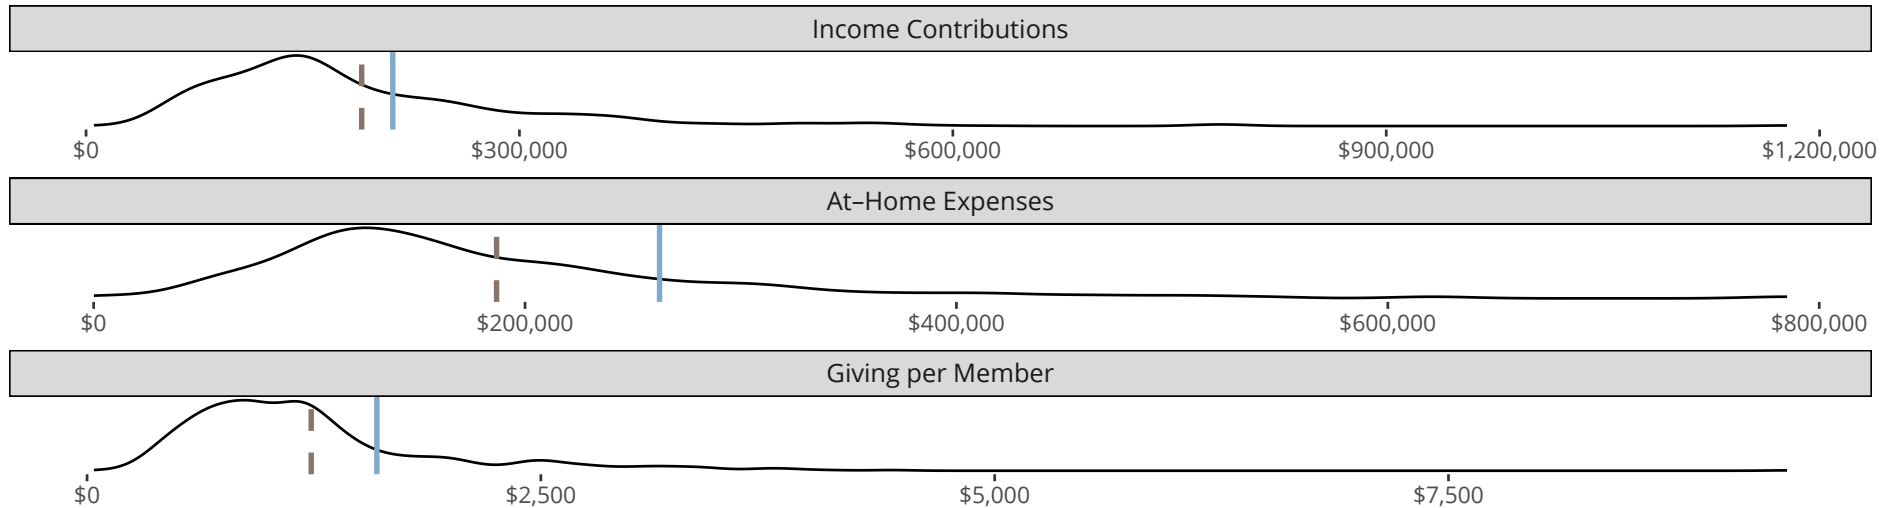 Income Contributions
$0 $300,000 $600,000 $900,000 $1,200,000
At–Home Expenses
$0 $200,000 $400,000 $600,000 $800,000
Giving per Member
$0 $2,500 $5,000 $7,500